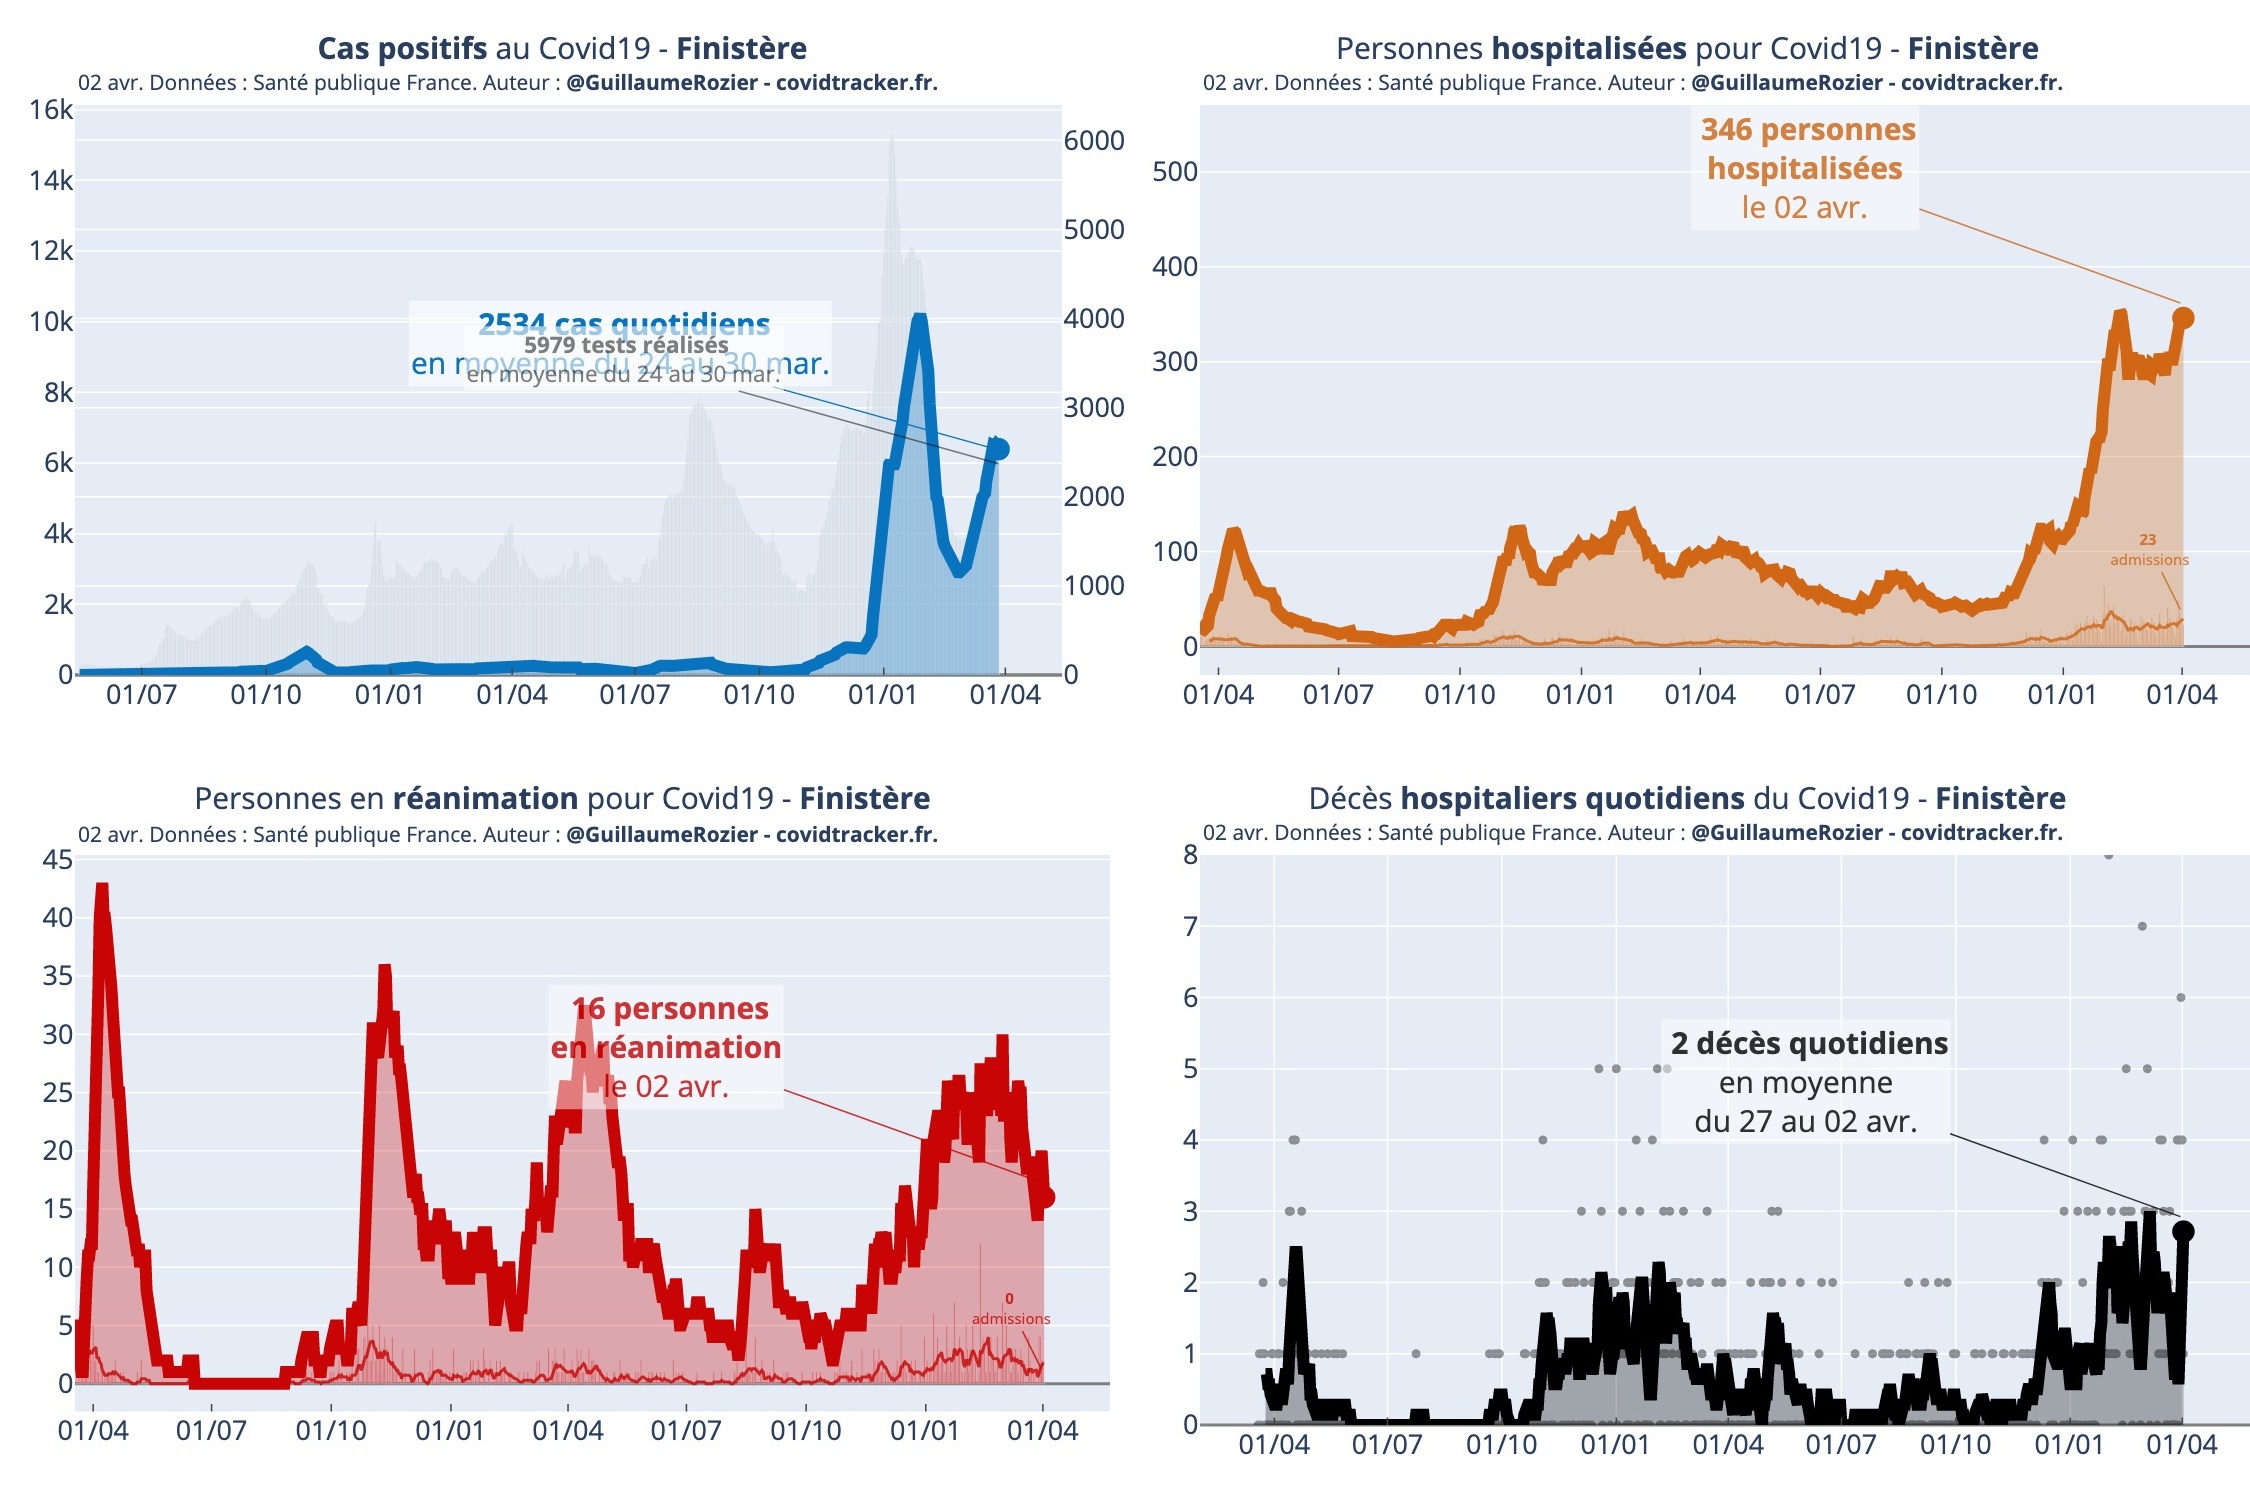 Cas positifs au Covid19 - Finistère
02 avr. Données : Santé publique France. Auteur : @GuillaumeRozier - covidtracker.fr.
16k
14k
12k
10k
8k
6k
4k
2k
0
6000
5000
4000
3000
2000
1000
0
2534 cas quotidiens
en moyenne du 24 au 30 mar.
5979 tests réalisés
en moyenne du 24 au 30 mar.
01/07 01/10 01/01 01/04 01/07 01/10 01/01 01/04
Personnes hospitalisées pour Covid19 - Finistère
02 avr. Données : Santé publique France. Auteur : @GuillaumeRozier - covidtracker.fr.
500
400
300
200
100
0
346 personnes
hospitalisées
le 02 avr.
23
admissions
01/04 01/07 01/10 01/01 01/04 01/07 01/10 01/01 01/04
Personnes en réanimation pour Covid19 - Finistère
02 avr. Données : Santé publique France. Auteur : @GuillaumeRozier - covidtracker.fr.
45
40
35
30
25
20
15
10
5
0
16 personnes
en réanimation
le 02 avr.
0
admissions
01/04 01/07 01/10 01/01 01/04 01/07 01/10 01/01 01/04
Décès hospitaliers quotidiens du Covid19 - Finistère
02 avr. Données : Santé publique France. Auteur : @GuillaumeRozier - covidtracker.fr.
8
7
6
5
4
3
2
1
0
2 décès quotidiens
en moyenne
du 27 au 02 avr.
01/04 01/07 01/10 01/01 01/04 01/07 01/10 01/01 01/04